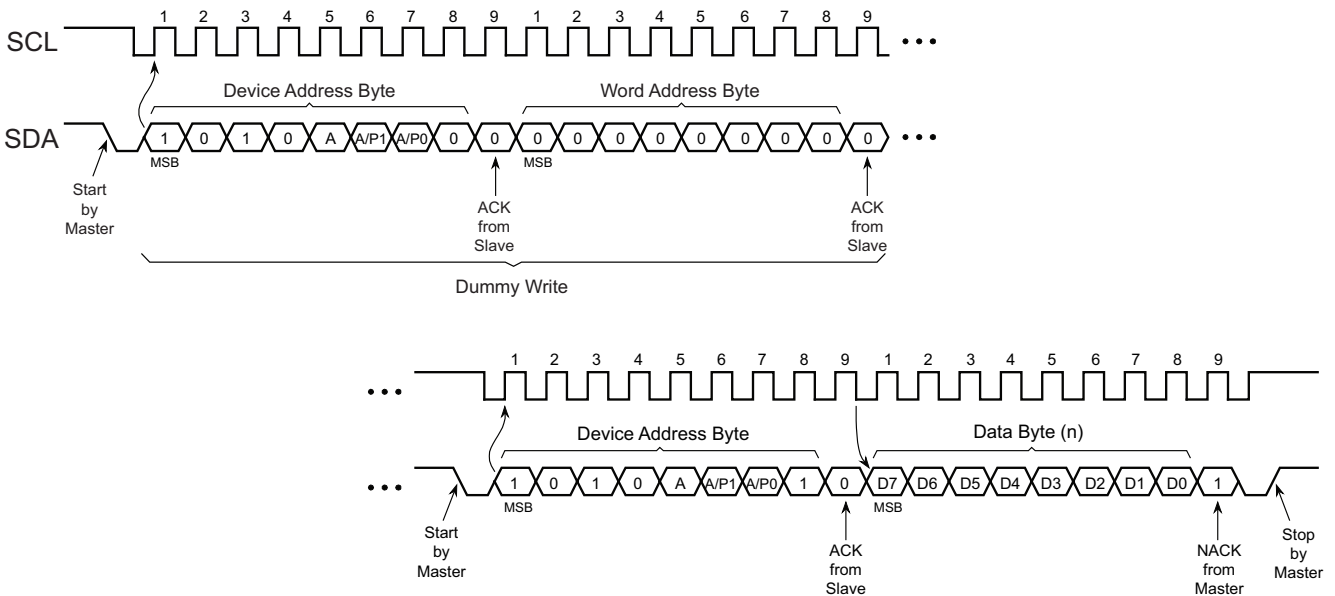 1 2 3 4 5 6 7 8 9 1 2 3 4 5 6 7 8 9
SCL •••
Device Address Byte Word Address Byte
SDA 1 0 1 0 A A/P1 A/P0 0 0 0 0 0 0 0 0 0 0 0 •••
MSB MSB
Start
by
Master
ACK
from
Slave
ACK
from
Slave
Dummy Write
1 2 3 4 5 6 7 8 9 1 2 3 4 5 6 7 8 9
•••
Device Address Byte Data Byte (n)
••• 1 0 1 0 A A/P1 A/P0 1 0 D7 D6 D5 D4 D3 D2 D1 D0 1
MSB MSB
Start
by
Master
ACK
from
Slave
NACK
from
Master
Stop
by
Master